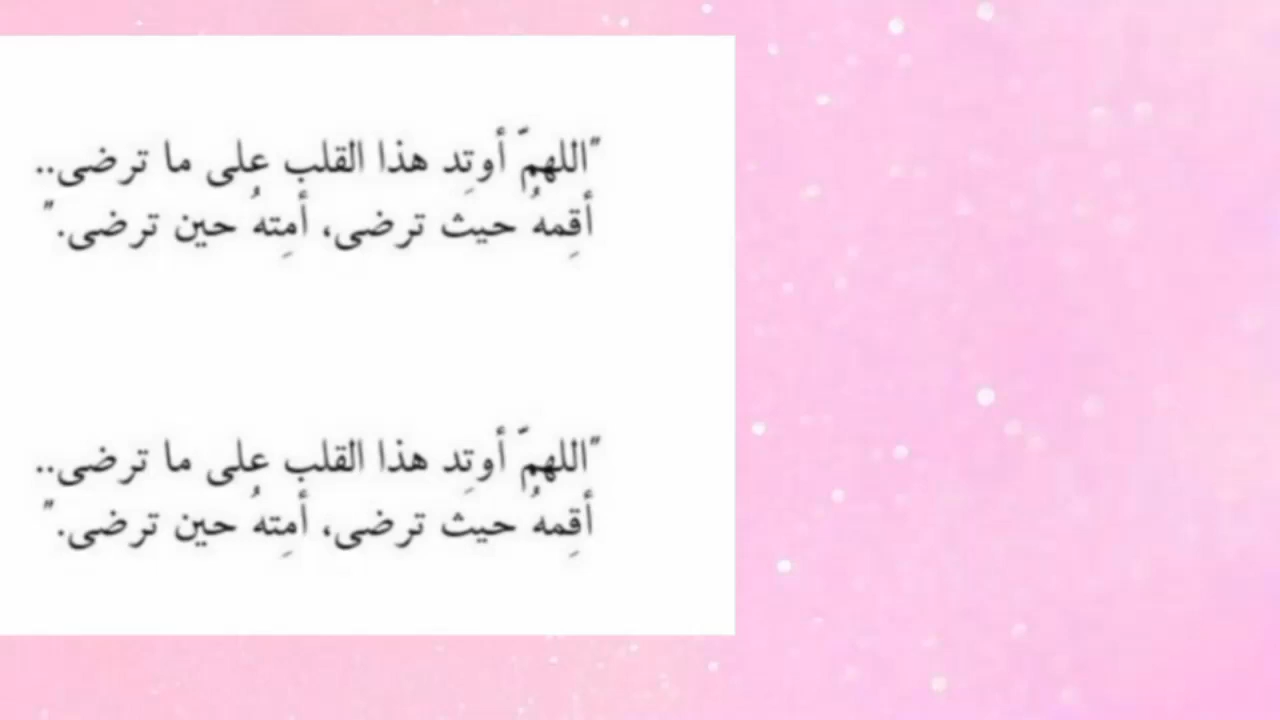 "اللهمّ أوتِد هذا القلب على ما ترضى..
أقِمهُ حيث ترضى، أمِتهُ حين ترضى."
"اللهمّ أوتِد هذا القلب على ما ترضى..
أقِمهُ حيث ترضى، أمِتهُ حين ترضى."